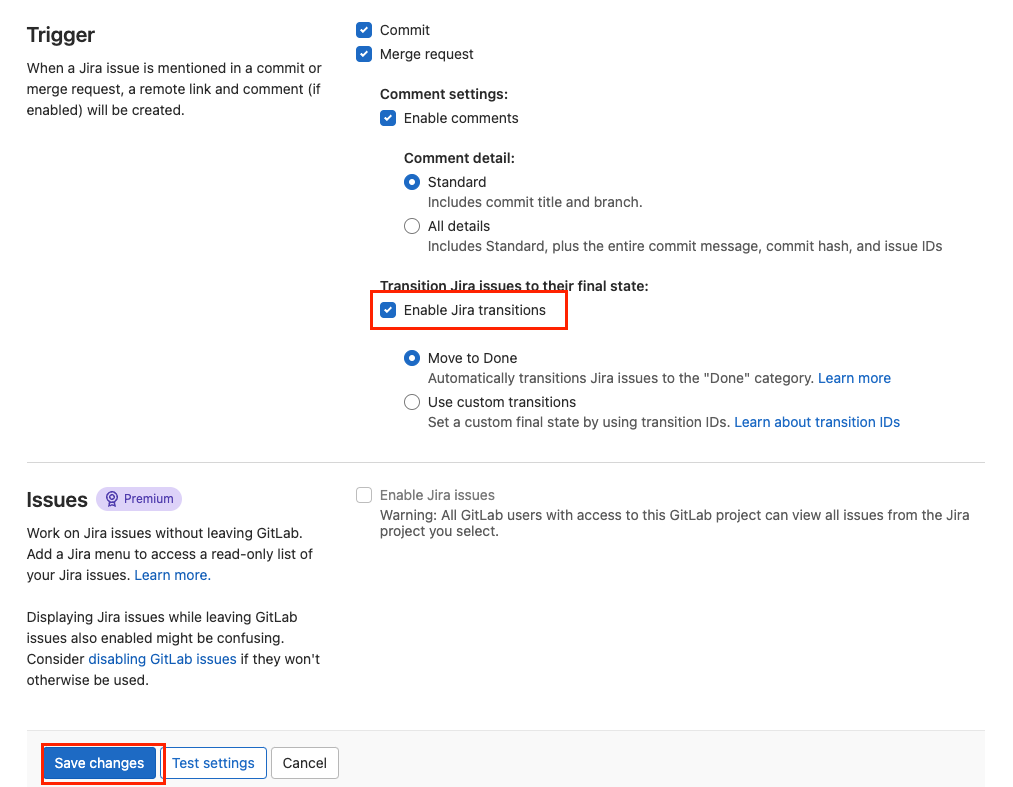 Trigger
When a Jira issue is mentioned in a commit or
merge request, a remote link and comment (if
enabled) will be created.
Commit
Merge request
Comment settings:
Enable comments
Comment detail:
Standard
Includes commit title and branch.
All details
Includes Standard, plus the entire commit message, commit hash, and issue IDs
Transition Jira issues to their final state:
Enable Jira transitions
Move to Done
Automatically transitions Jira issues to the "Done" category. Learn more
Use custom transitions
Set a custom final state by using transition IDs. Learn about transition IDs
Issues Premium
Work on Jira issues without leaving GitLab.
Add a Jira menu to access a read-only list of
your Jira issues. Learn more.
Displaying Jira issues while leaving GitLab
issues also enabled might be confusing.
Consider disabling GitLab issues if they won't
otherwise be used.
Enable Jira issues
Warning: All GitLab users with access to this GitLab project can view all issues from the Jira
project you select.
Save changes Test settings Cancel